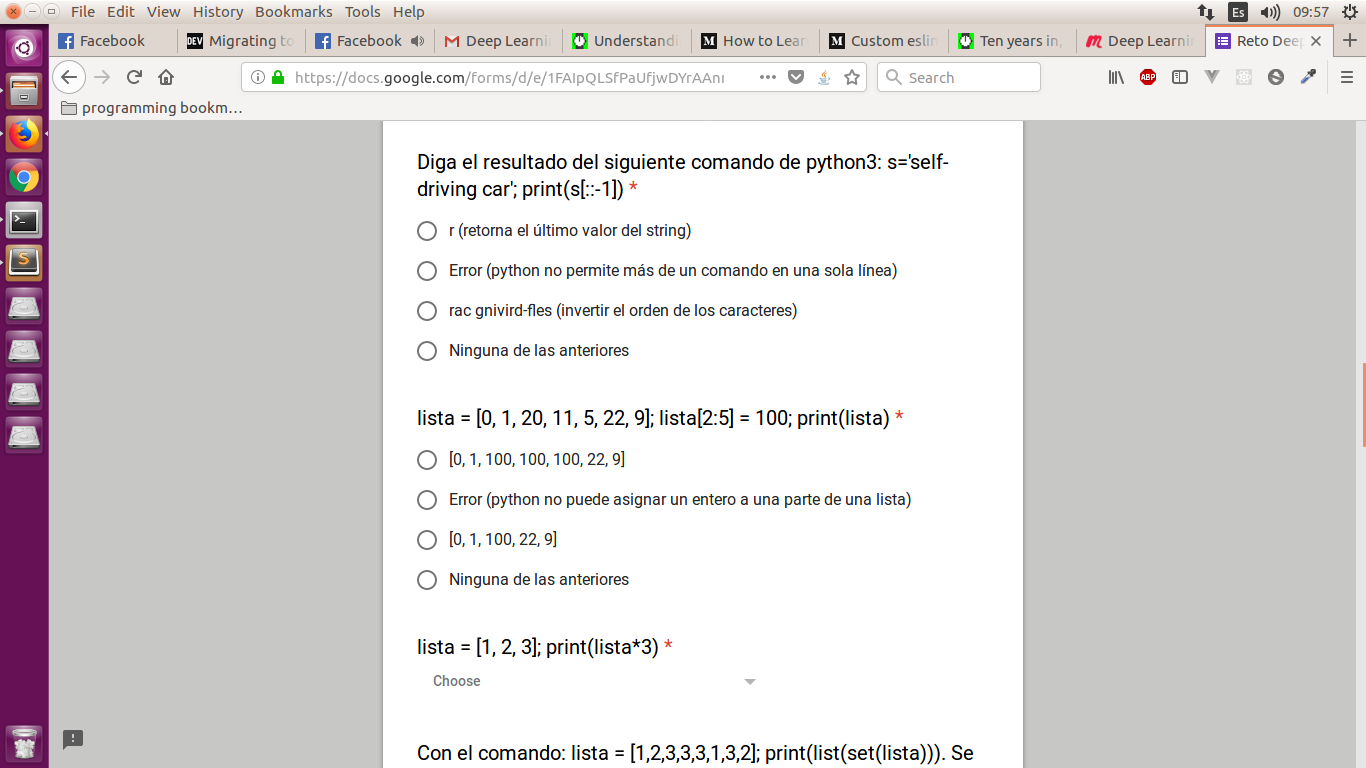 File Edit View History Bookmarks Tools Help
Es
09:57
Facebook
DEV Migrating to
Facebook
Deep Learnin
Understandi
How to Lear
Custom eslin
Ten years in,
Deep Learnin
Reto Deep
https://docs.google.com/forms/d/e/1FAIpQLSfPaUfjwDYrAAnr
Search
ABP
programming bookm...
Diga el resultado del siguiente comando de python3: s='self-
driving car'; print(s[::-1]) *
r (retorna el último valor del string)
Error (python no permite más de un comando en una sola línea)
rac gnivird-fles (invertir el orden de los caracteres)
Ninguna de las anteriores
lista = [0, 1, 20, 11, 5, 22, 9]; lista[2:5] = 100; print(lista) *
[0, 1, 100, 100, 100, 22, 9]
Error (python no puede asignar un entero a una parte de una lista)
[0, 1, 100, 22, 9]
Ninguna de las anteriores
lista = [1, 2, 3]; print(lista*3) *
Choose
Con el comando: lista = [1,2,3,3,3,1,3,2]; print(list(set(lista))). Se